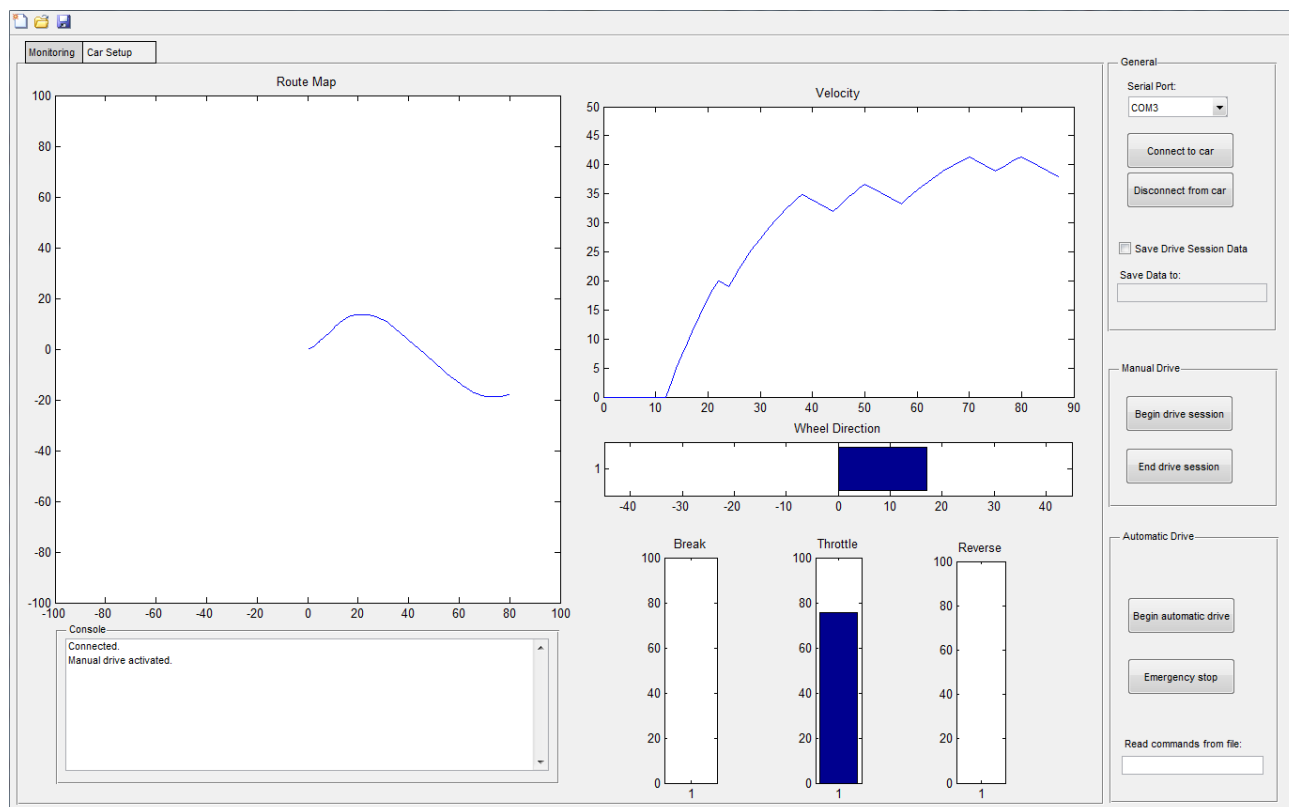 Monitoring Car Setup
Route Map
100
80
60
40
20
0
-20
-40
-60
-80
-100
-100 -80 -60 -40 -20 0 20 40 60 80 100
Console
Connected.
Manual drive activated.
Velocity
50
45
40
35
30
25
20
15
10
5
0
0 10 20 30 40 50 60 70 80 90
Wheel Direction
1
-40 -30 -20 -10 0 10 20 30 40
Break
100
80
60
40
20
0
1
Throttle
100
80
60
40
20
0
1
Reverse
100
80
60
40
20
0
1
General
Serial Port:
COM3
Connect to car
Disconnect from car
Save Drive Session Data
Save Data to:
Manual Drive
Begin drive session
End drive session
Automatic Drive
Begin automatic drive
Emergency stop
Read commands from file: